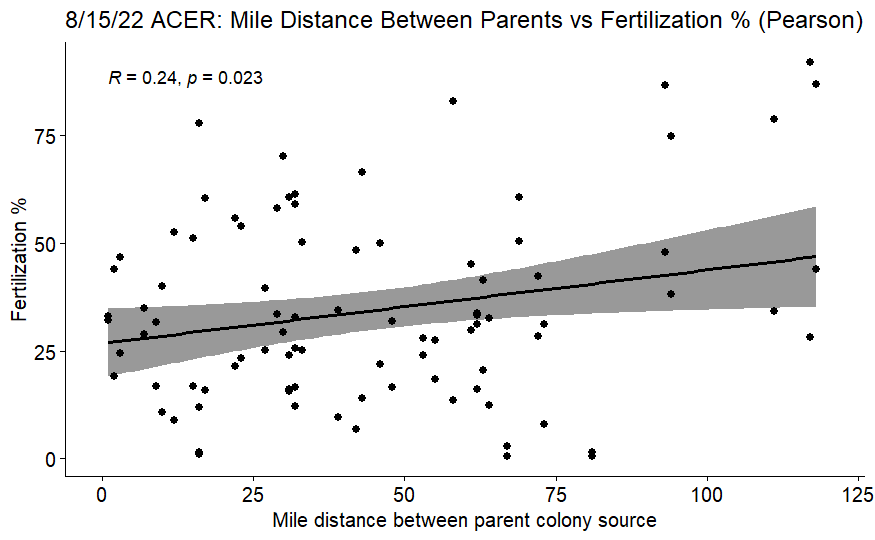 8/15/22 ACER: Mile Distance Between Parents vs Fertilization % (Pearson)
R = 0.24, p = 0.023
Fertilization %
75
50
25
0
0
25
50
75
100
125
Mile distance between parent colony source